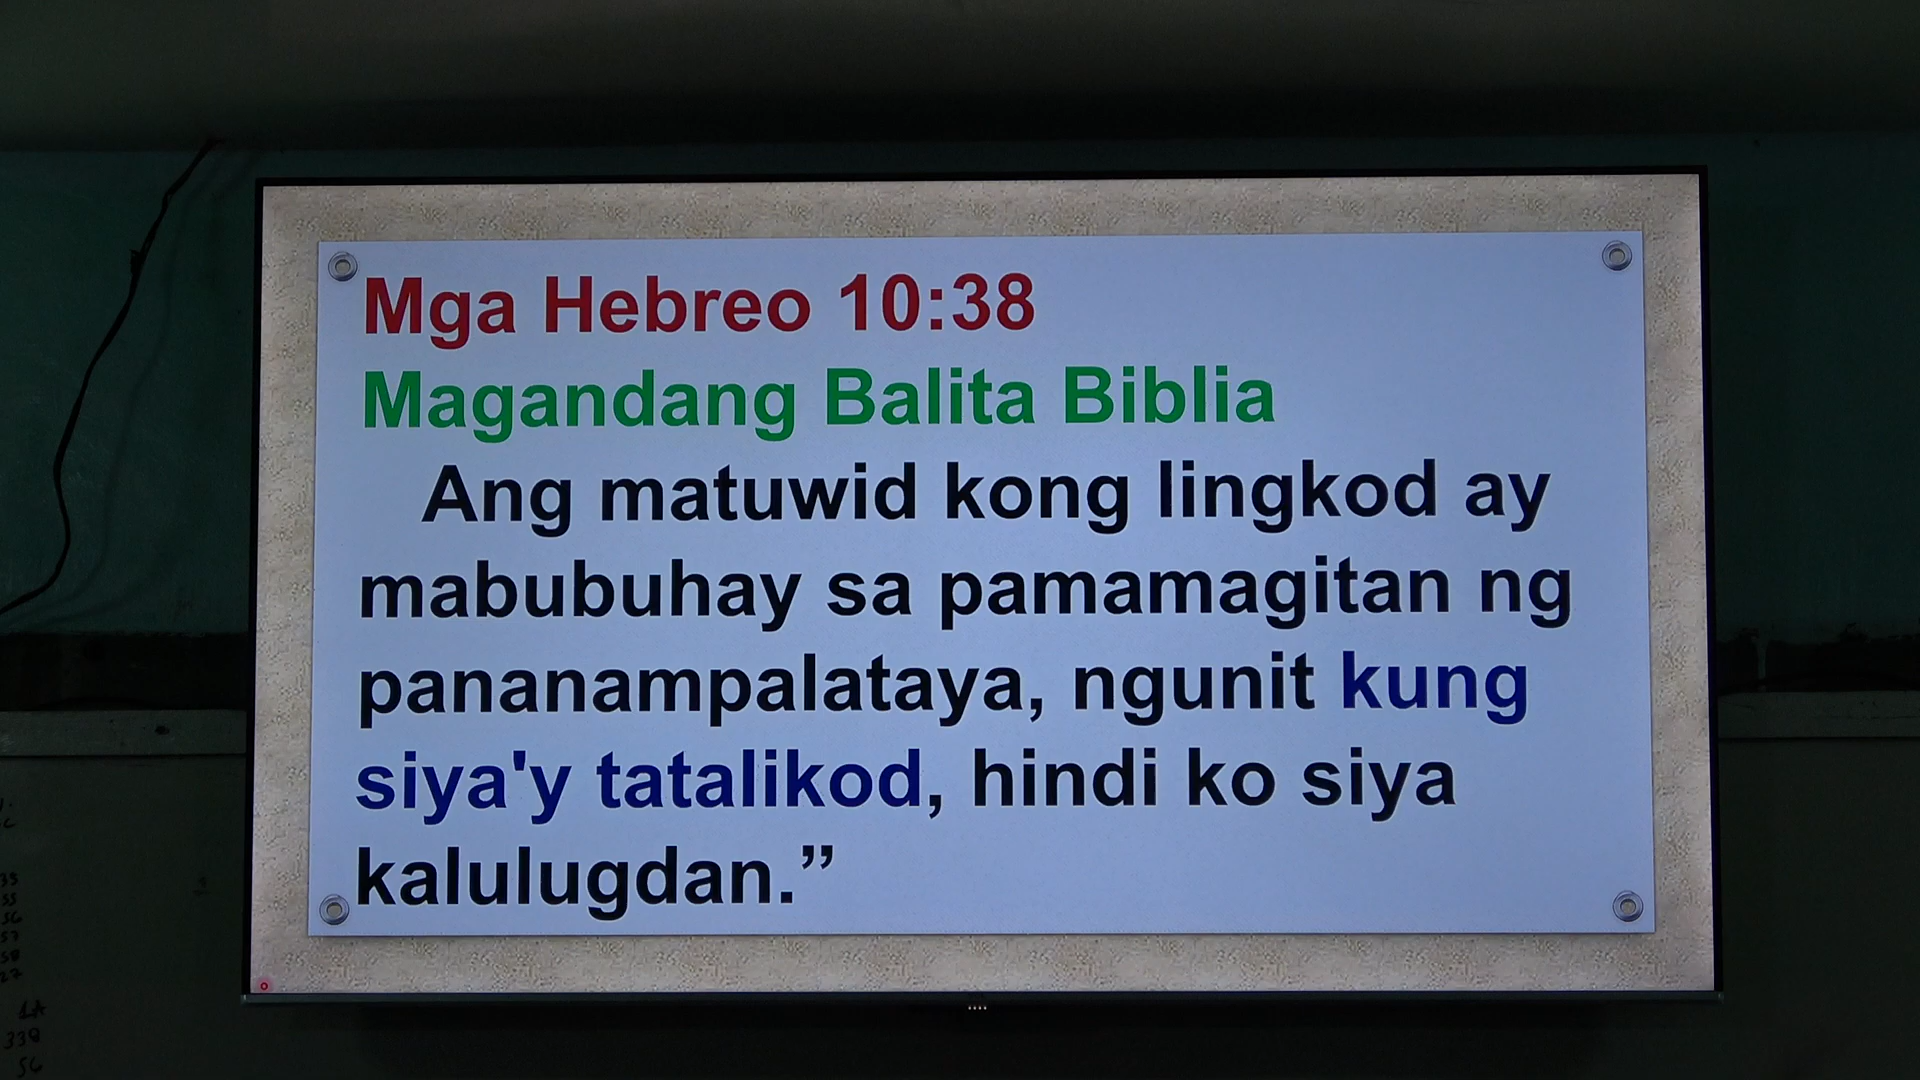 Mga Hebreo 10:38
Magandang Balita Biblia
Ang matuwid kong lingkod ay
mabubuhay sa pamamagitan ng
pananampalataya, ngunit kung
siya'y tatalikod, hindi ko siya
kalulugdan.”